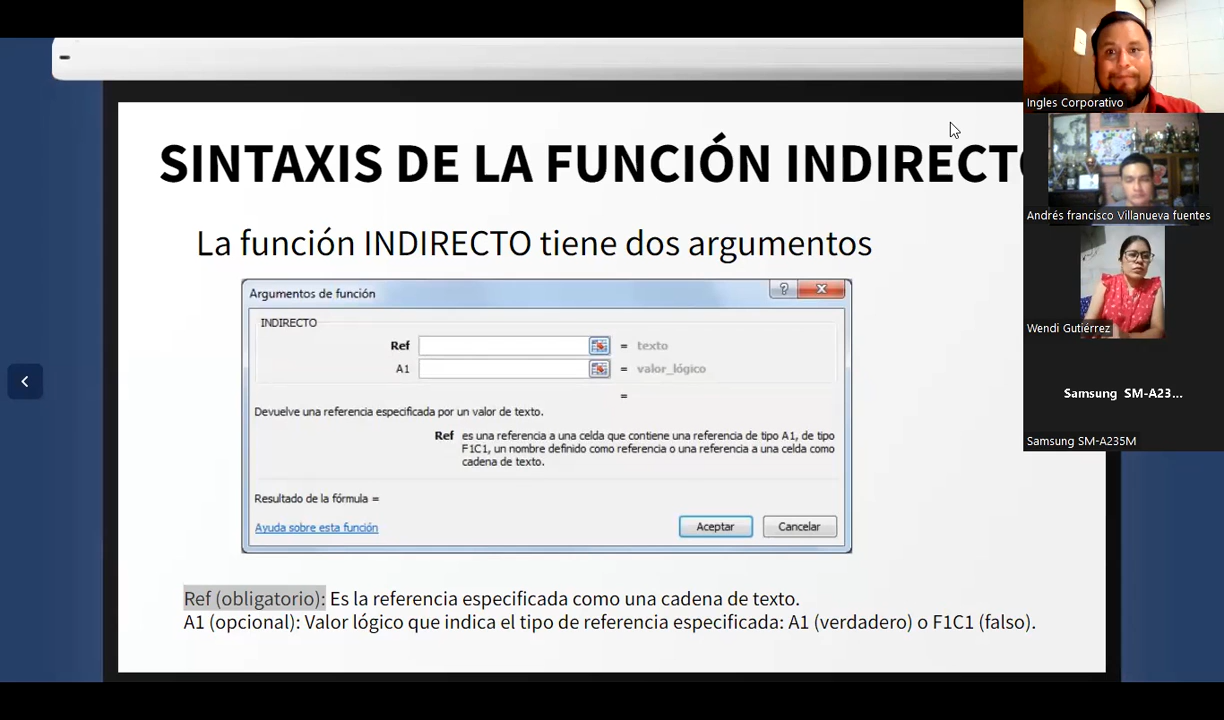 SINTAXIS DE LA FUNCIÓN INDIRECTO
La función INDIRECTO tiene dos argumentos
Argumentos de función
?
INDIRECTO
Ref = texto
A1 = valor_lógico
=
Devuelve una referencia especificada por un valor de texto.
Ref es una referencia a una celda que contiene una referencia de tipo A1, de tipo
F1C1, un nombre definido como referencia o una referencia a una celda como
cadena de texto.
Resultado de la fórmula =
Ayuda sobre esta función
Aceptar
Cancelar
Ref (obligatorio): Es la referencia especificada como una cadena de texto.
A1 (opcional): Valor lógico que indica el tipo de referencia especificada: A1 (verdadero) o F1C1 (falso).
Ingles Corporativo
Andrés francisco Villanueva fuentes
Wendi Gutiérrez
Samsung SM-A23...
Samsung SM-A235M